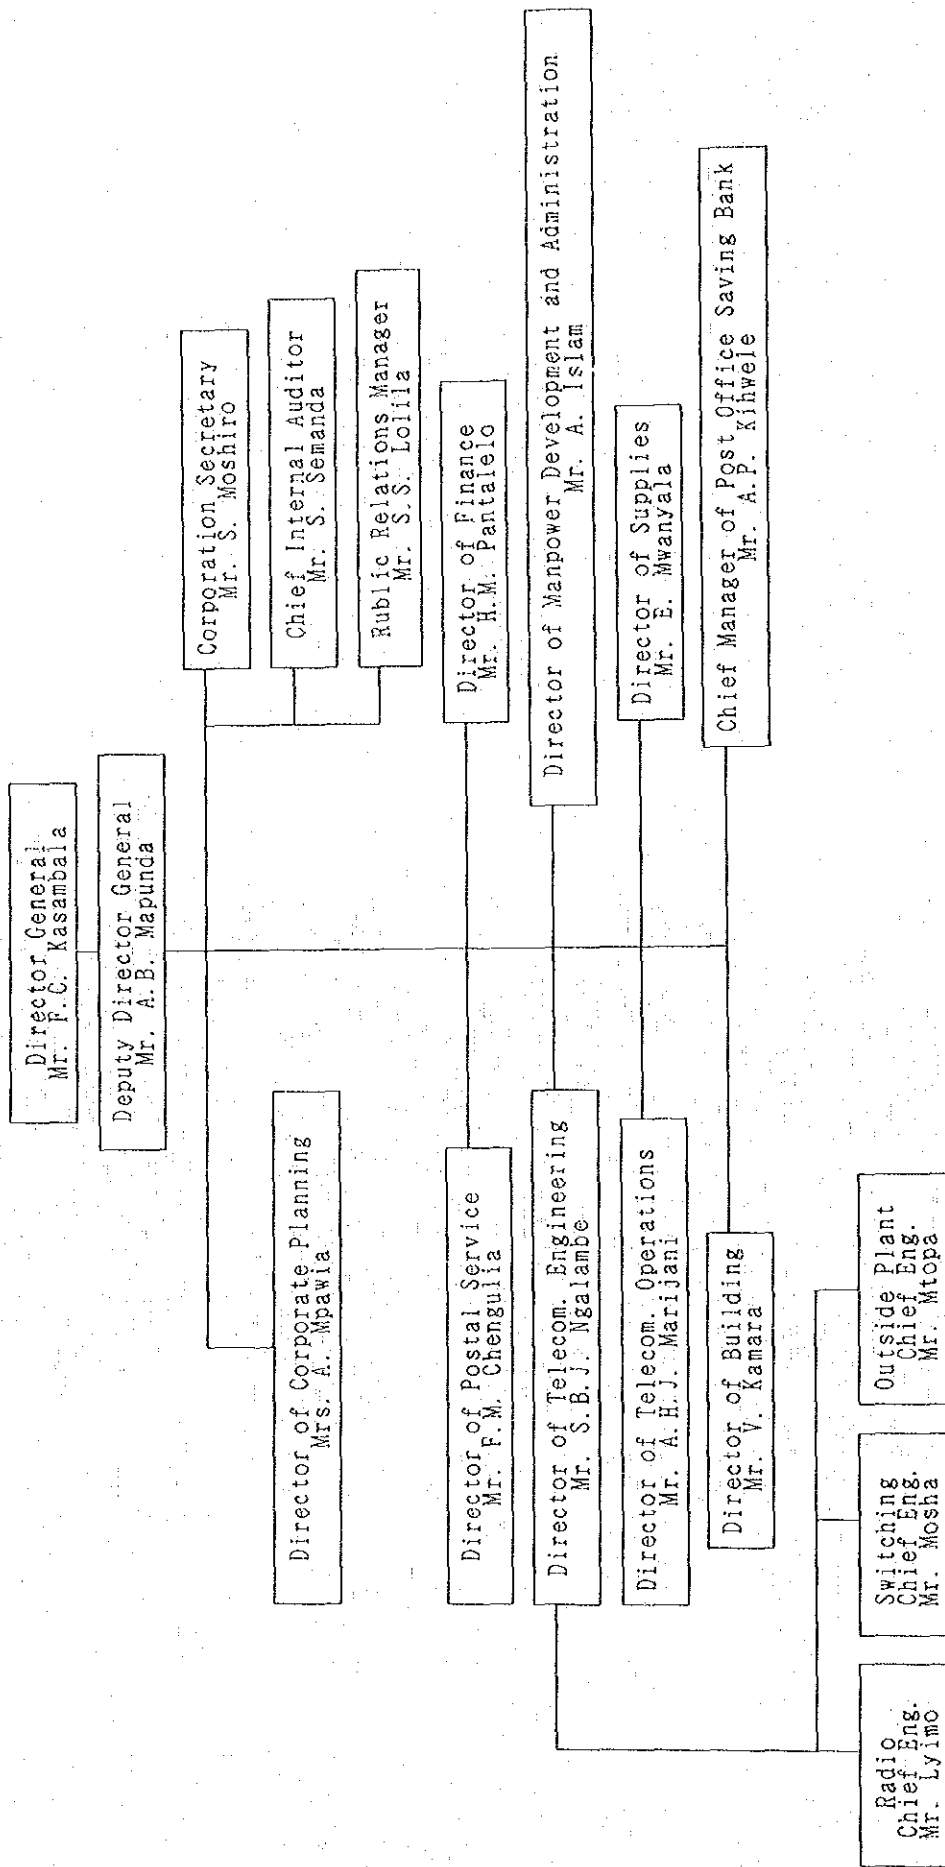 Director General
Mr. F.C. Kasambala
Deputy Director General
Mr. A.B. Mapunda
Corporation Secretary
Mr. S. Moshiro
Director of Corporate Planning
Mrs. A. Mpawia
Chief Internal Auditor
Mr. S. Semanda
Rublic Relations Manager
Mr. S.S. Lolila
Director of Postal Service
Mr. F.M. Chengulia
Director of Finance
Mr. H.M. Pantalelo
Director of Telecom. Engineering
Mr. S.B.J. Ngalambe
Director of Manpower Development and Administration
Mr. A. Islam
Director of Telecom. Operations
Mr. A.H.J. Marijani
Director of Supplies
Mr. E. Mwanyala
Director of Building
Mr. V. Kamara
Chief Manager of Post Office Saving Bank
Mr. A.P. Kihwele
Radio
Chief Eng.
Mr. Lyimo
Switching
Chief Eng.
Mr. Mosha
Outside Plant
Chief Eng.
Mr. Mtopa